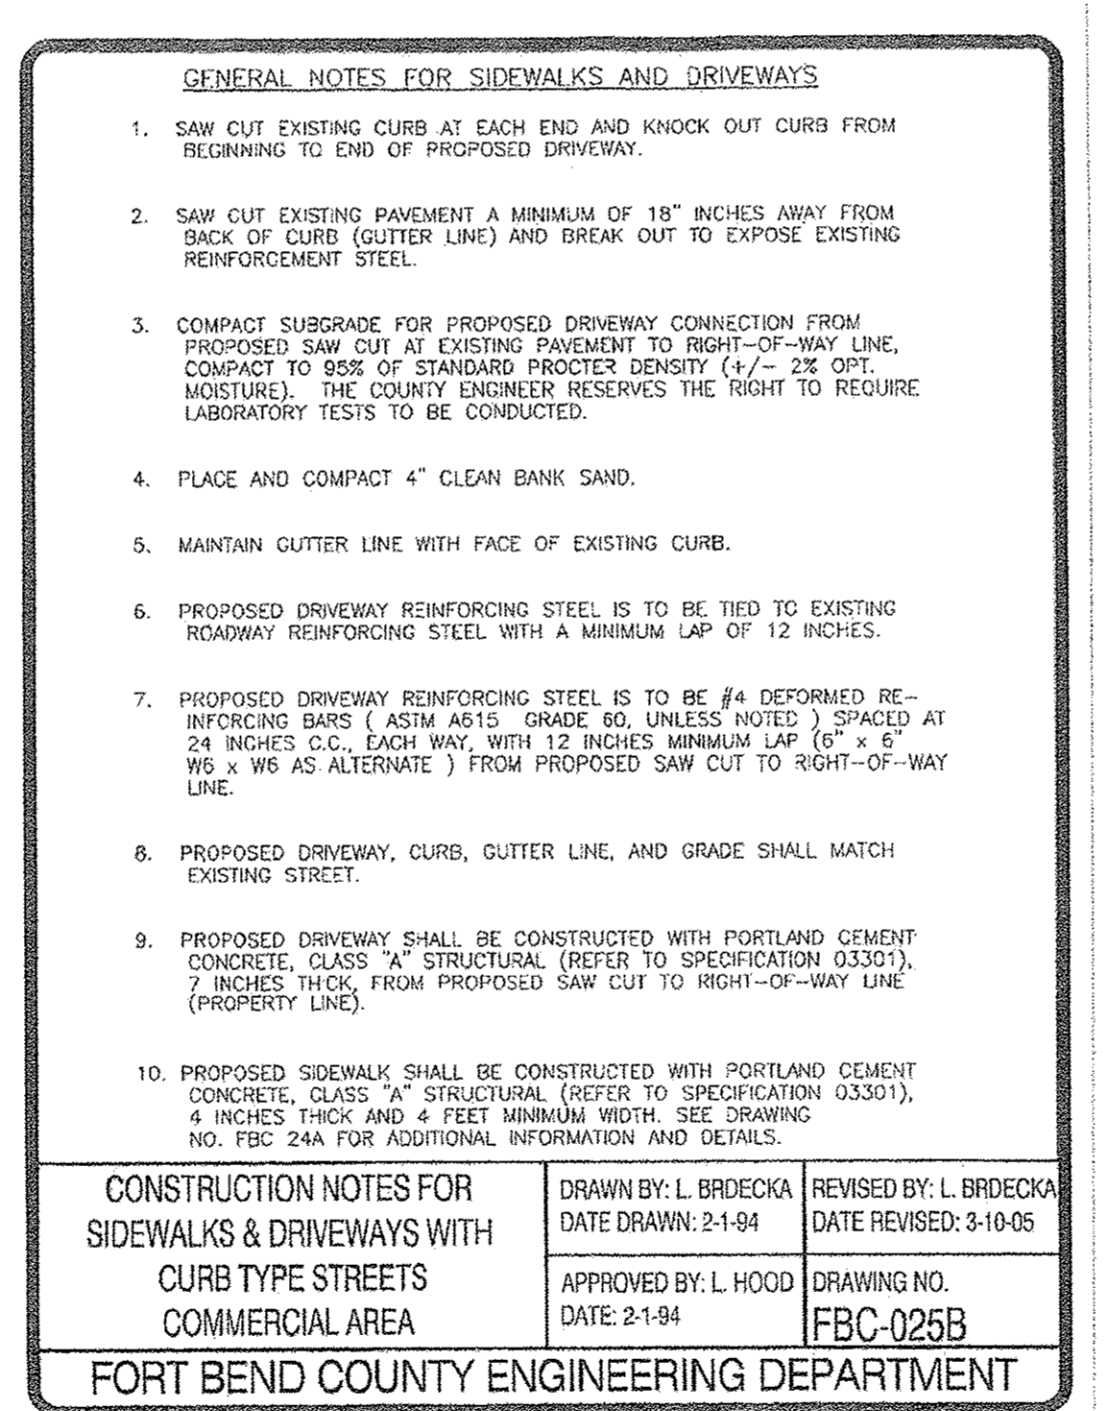 GENERAL NOTES FOR SIDEWALKS AND DRIVEWAYS
1. SAW CUT EXISTING CURB AT EACH END AND KNOCK OUT CURB FROM
BEGINNING TO END OF PROPOSED DRIVEWAY.
2. SAW CUT EXISTING PAVEMENT A MINIMUM OF 18" INCHES AWAY FROM
BACK OF CURB (GUTTER LINE) AND BREAK OUT TO EXPOSE EXISTING
REINFORCEMENT STEEL.
3. COMPACT SUBGRADE FOR PROPOSED DRIVEWAY CONNECTION FROM
PROPOSED SAW CUT AT EXISTING PAVEMENT TO RIGHT-OF-WAY LINE,
COMPACT TO 95% OF STANDARD PROCTER DENSITY (+/- 2% OPT.
MOISTURE). THE COUNTY ENGINEER RESERVES THE RIGHT TO REQUIRE
LABORATORY TESTS TO BE CONDUCTED.
4. PLACE AND COMPACT 4" CLEAN BANK SAND.
5. MAINTAIN GUTTER LINE WITH FACE OF EXISTING CURB.
6. PROPOSED DRIVEWAY REINFORCING STEEL IS TO BE TIED TO EXISTING
ROADWAY REINFORCING STEEL WITH A MINIMUM LAP OF 12 INCHES.
7. PROPOSED DRIVEWAY REINFORCING STEEL IS TO BE #4 DEFORMED RE-
INFORCING BARS ( ASTM A615 GRADE 60, UNLESS NOTED ) SPACED AT
24 INCHES C.C., EACH WAY, WITH 12 INCHES MINIMUM LAP (6" x 6"
W6 x W6 AS ALTERNATE ) FROM PROPOSED SAW CUT TO RIGHT-OF-WAY
LINE.
8. PROPOSED DRIVEWAY, CURB, GUTTER LINE, AND GRADE SHALL MATCH
EXISTING STREET.
9. PROPOSED DRIVEWAY SHALL BE CONSTRUCTED WITH PORTLAND CEMENT
CONCRETE, CLASS "A" STRUCTURAL (REFER TO SPECIFICATION 03301),
7 INCHES THICK, FROM PROPOSED SAW CUT TO RIGHT-OF-WAY LINE
(PROPERTY LINE).
10. PROPOSED SIDEWALK SHALL BE CONSTRUCTED WITH PORTLAND CEMENT
CONCRETE, CLASS "A" STRUCTURAL (REFER TO SPECIFICATION 03301),
4 INCHES THICK AND 4 FEET MINIMUM WIDTH. SEE DRAWING
NO. FBC 24A FOR ADDITIONAL INFORMATION AND DETAILS.
CONSTRUCTION NOTES FOR
SIDEWALKS & DRIVEWAYS WITH
CURB TYPE STREETS
COMMERCIAL AREA
DRAWN BY: L. BRDECKA
DATE DRAWN: 2-1-94
REVISED BY: L. BRDECKA
DATE REVISED: 3-10-05
APPROVED BY: L. HOOD
DATE: 2-1-94
DRAWING NO.
FBC-025B
FORT BEND COUNTY ENGINEERING DEPARTMENT